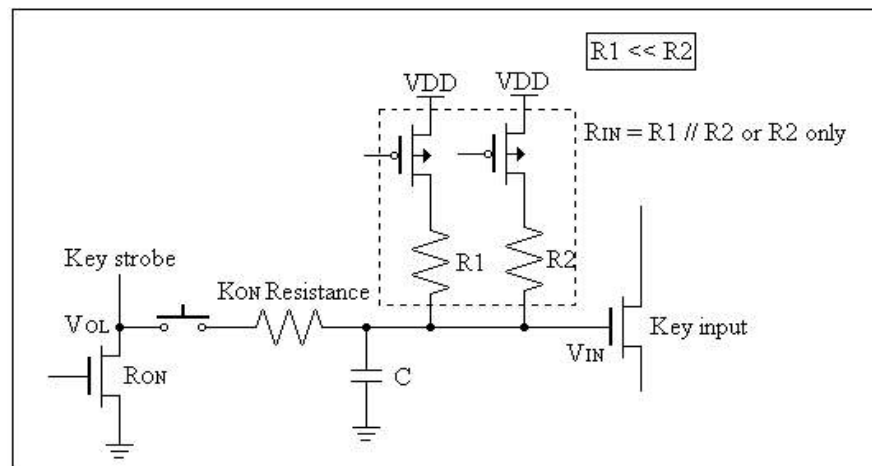 R1 << R2
VDD
VDD
RIN = R1 // R2 or R2 only
R1
R2
Key strobe
KON Resistance
VOL
Key input
VIN
RON
C